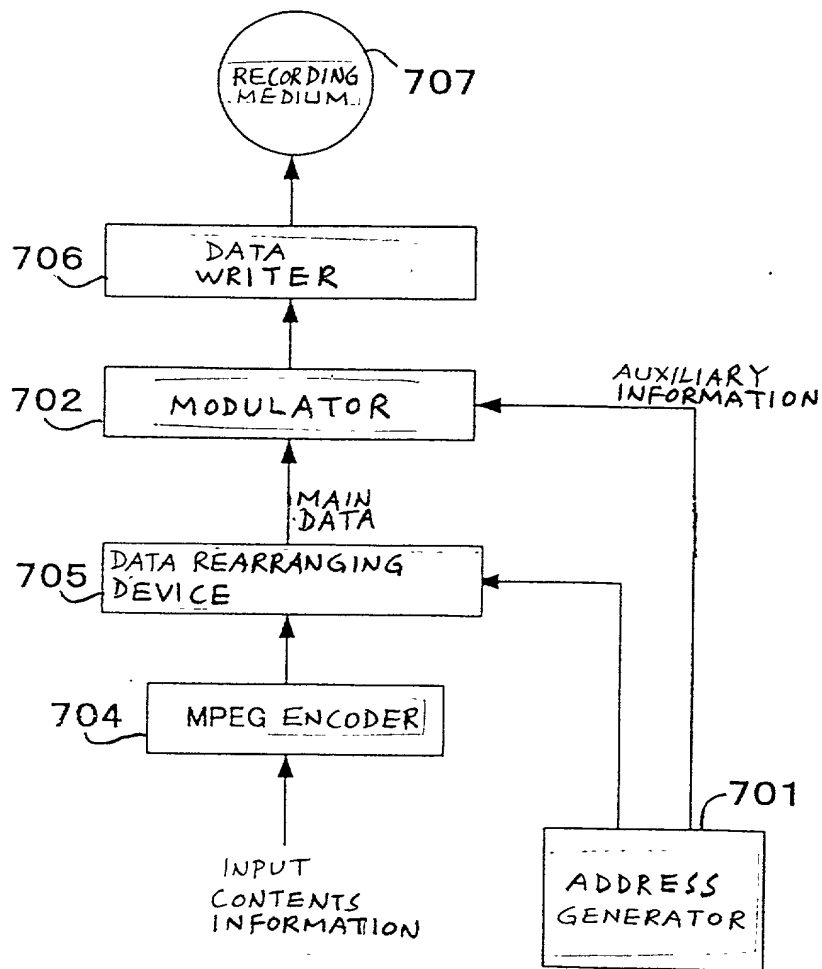 RECORDING
MEDIUM
707
706
DATA
WRITER
702
MODULATOR
AUXILIARY
INFORMATION
MAIN
DATA
705
DATA REARRANGING
DEVICE
704
MPEG ENCODER
701
INPUT
CONTENTS
INFORMATION
ADDRESS
GENERATOR